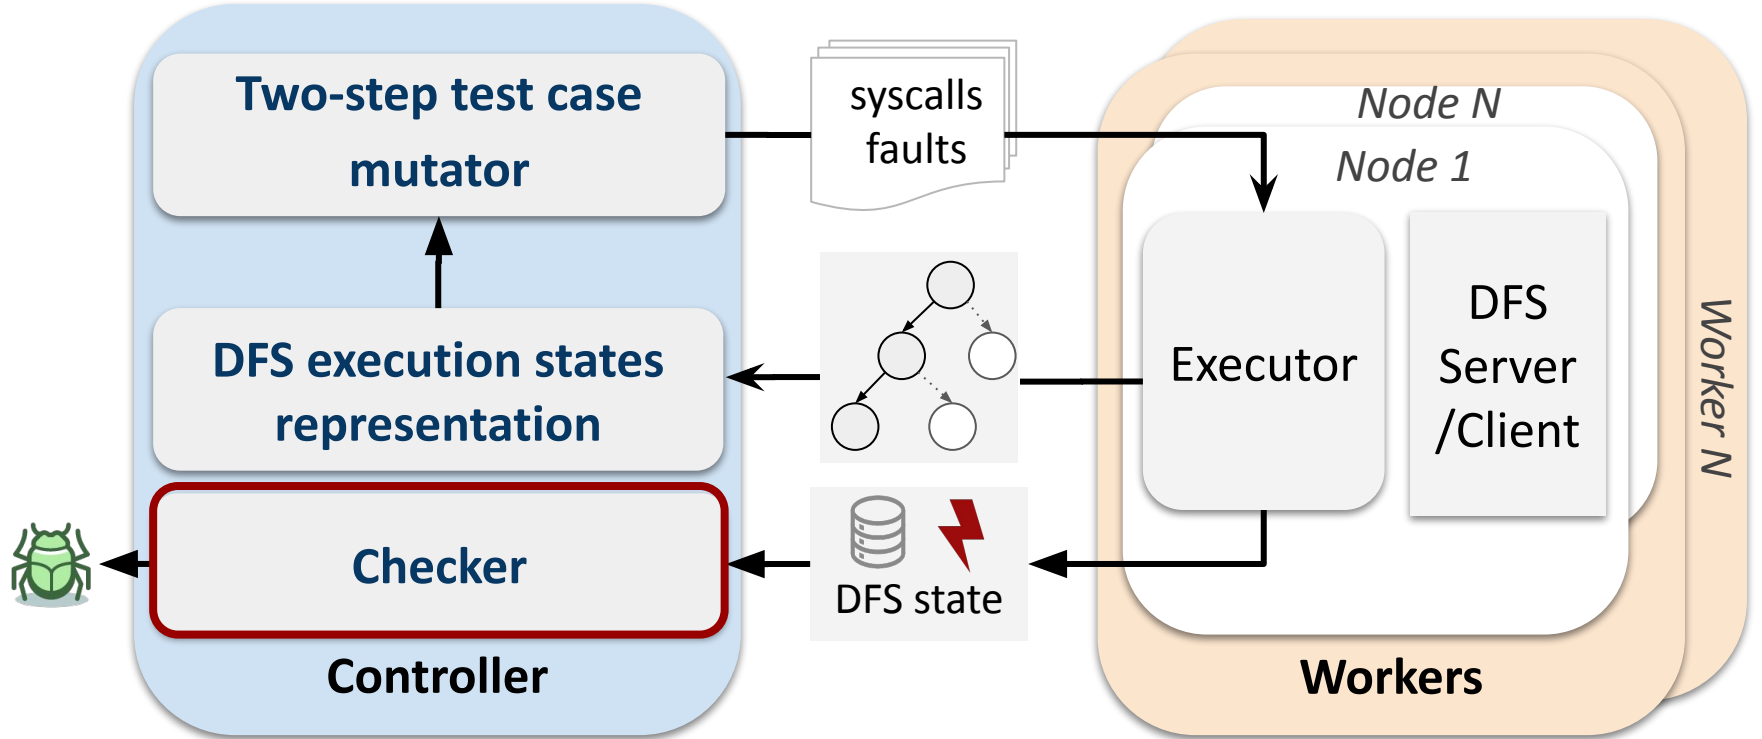 Two-step test case
mutator
DFS execution states
representation
Checker
Controller
syscalls
faults
DFS state
Node N
Node 1
Executor
DFS
Server
/Client
Worker N
Workers